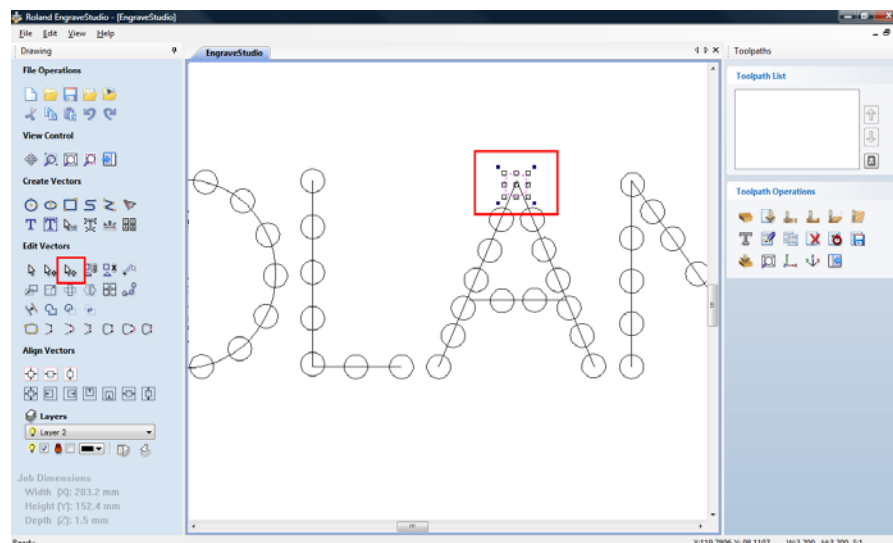 Roland EngraveStudio - [EngraveStudio]
File Edit View Help
Drawing
EngraveStudio
Toolpaths
File Operations
View Control
Create Vectors
Edit Vectors
Align Vectors
Layers
Layer 2
Job Dimensions
Width [X]: 203.2 mm
Height [Y]: 152.4 mm
Depth [Z]: 1.5 mm
Toolpath List
Toolpath Operations